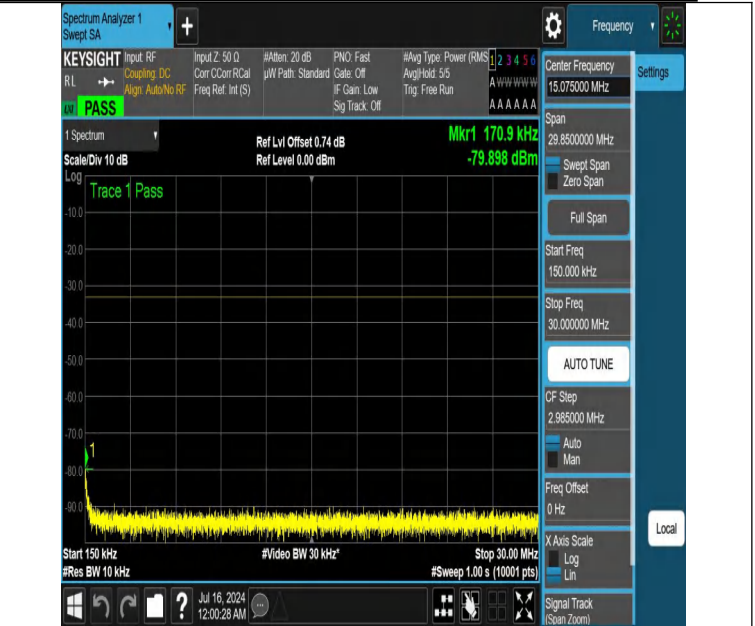 Spectrum Analyzer 1
Swept SA
Frequency
KEYSIGHT
RL
PASS
Input: RF
Coupling: DC
Align: Auto/No RF
Input Z: 50 Ω
Corr CCorr RCal
Freq Ref: Int (S)
#Atten: 20 dB
µW Path: Standard
PNO: Fast
Gate: Off
IF Gain: Low
Sig Track: Off
#Avg Type: Power (RMS
Avg|Hold: 5/5
Trig: Free Run
1 2 3 4 5 6
A W W W W W
A A A A A A
Center Frequency
15.075000 MHz
Settings
Span
29.8500000 MHz
Swept Span
Zero Span
Full Span
Start Freq
150.000 kHz
Stop Freq
30.000000 MHz
AUTO TUNE
CF Step
2.985000 MHz
Auto
Man
Freq Offset
0 Hz
X Axis Scale
Log
Lin
Local
Signal Track
(Span Zoom)
1 Spectrum
Scale/Div 10 dB
Ref Lvl Offset 0.74 dB
Ref Level 0.00 dBm
Mkr1 170.9 kHz
-79.898 dBm
Log
Trace 1 Pass
-10.0
-20.0
-30.0
-40.0
-50.0
-60.0
-70.0
1
-80.0
-90.0
Start 150 kHz
#Video BW 30 kHz*
Stop 30.00 MHz
#Res BW 10 kHz
#Sweep 1.00 s (10001 pts)
?
Jul 16, 2024
12:00:28 AM